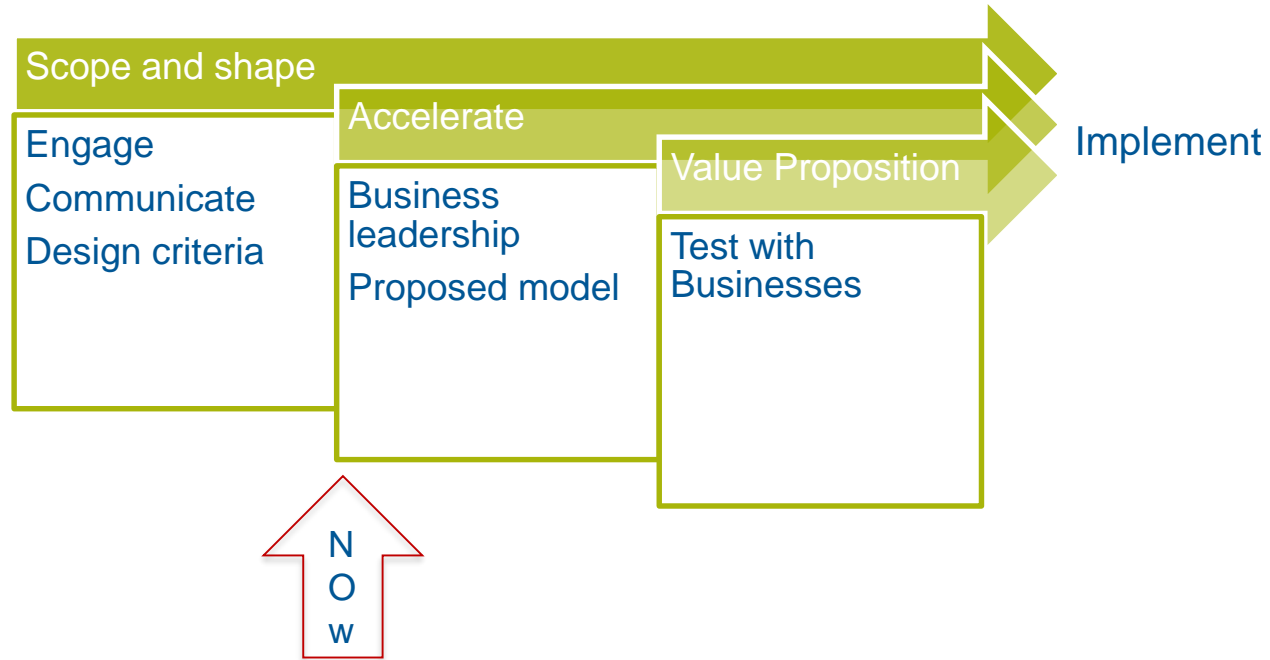 Scope and shape
Engage
Communicate
Design criteria
Accelerate
Business
leadership
Proposed model
Value Proposition
Test with
Businesses
Implement
N
O
w